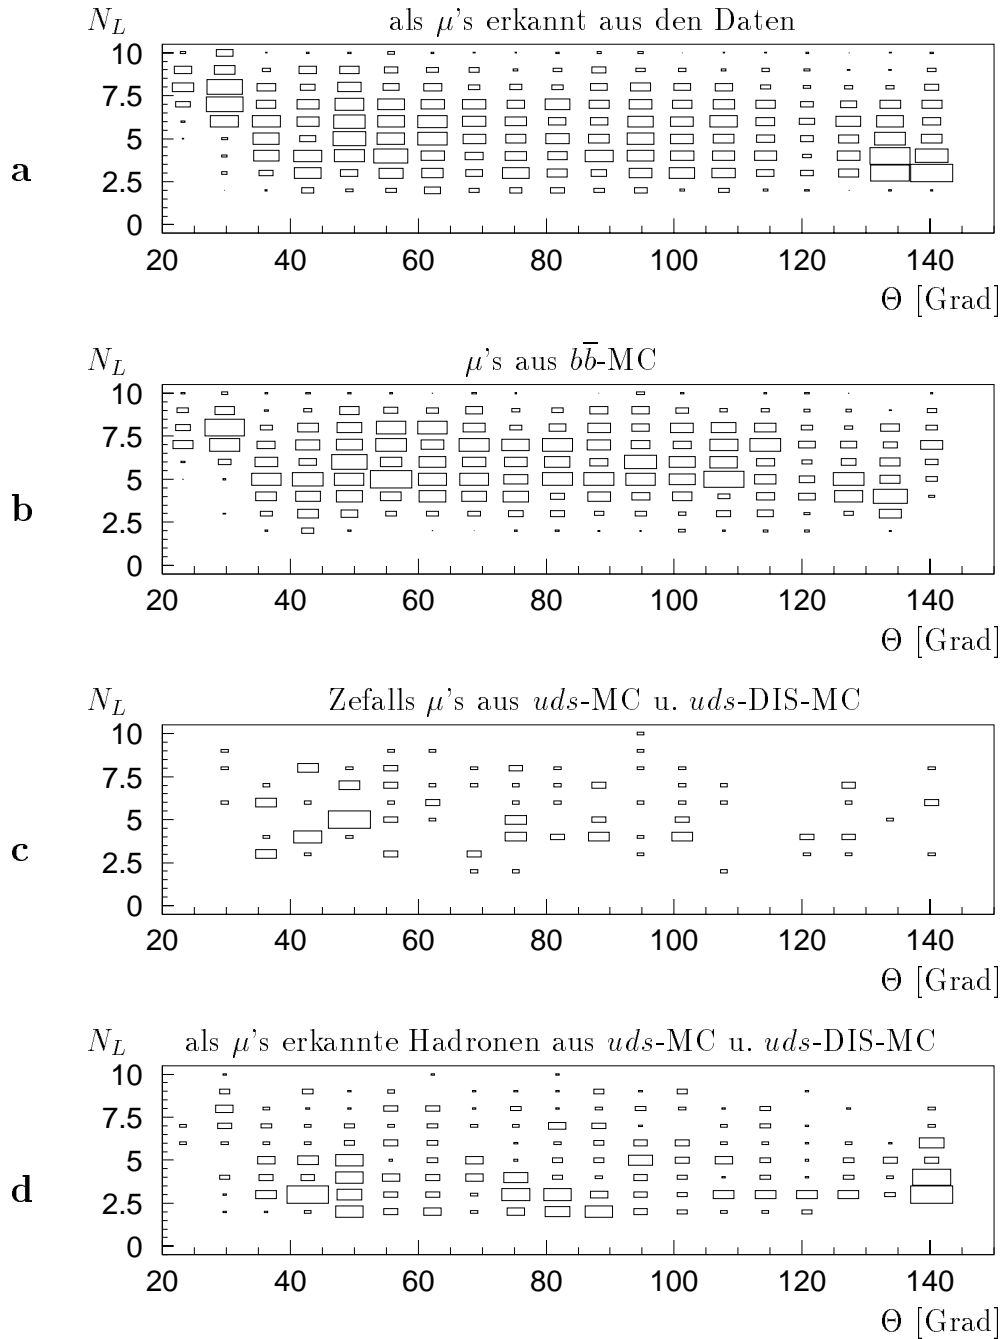 N_L als μ's erkannt aus den Daten
10
7.5
5
a
2.5
0
20 40 60 80 100 120 140
Θ [Grad]
N_L μ's aus bb̅-MC
10
7.5
5
b
2.5
0
20 40 60 80 100 120 140
Θ [Grad]
N_L Zefalls μ's aus uds-MC u. uds-DIS-MC
10
7.5
5
c
2.5
0
20 40 60 80 100 120 140
Θ [Grad]
N_L als μ's erkannte Hadronen aus uds-MC u. uds-DIS-MC
10
7.5
5
d
2.5
0
20 40 60 80 100 120 140
Θ [Grad]